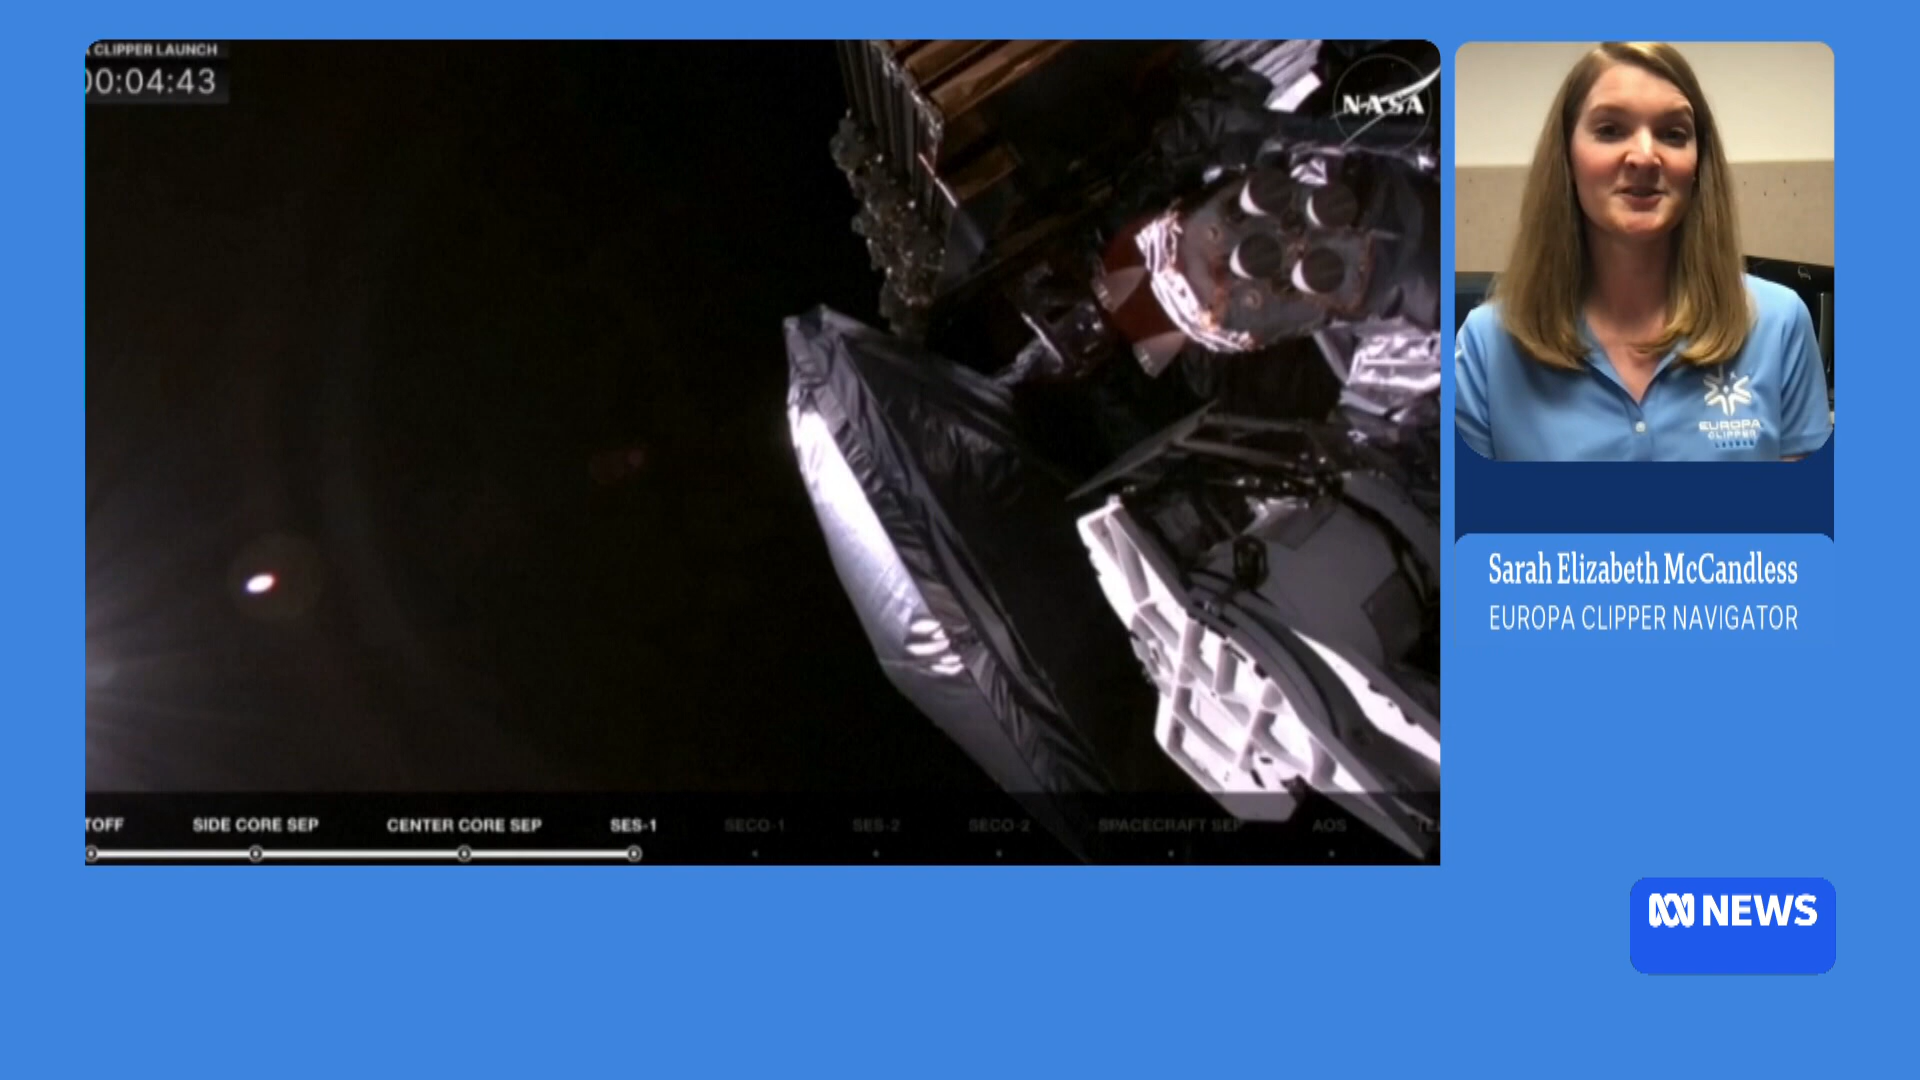 CLIPPER LAUNCH
00:04:43
NASA
TOFF
SIDE CORE SEP
CENTER CORE SEP
SES-1
SECO-1
SES-2
SECO-2
SPACECRAFT SEP
AOS
EUROPA
CLIPPER
Sarah Elizabeth McCandless
EUROPA CLIPPER NAVIGATOR
NEWS